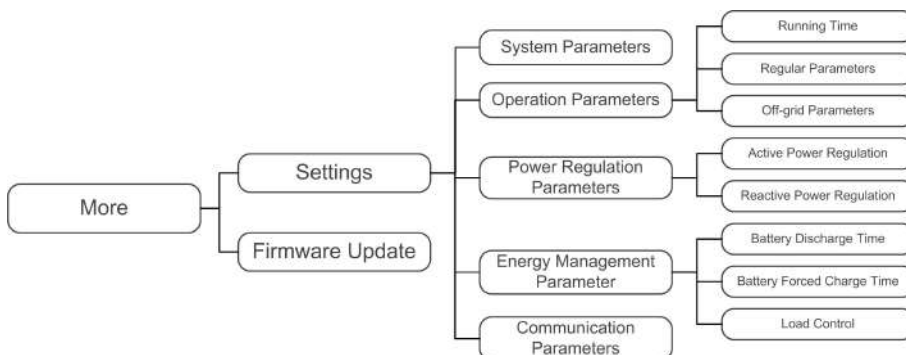 More
Settings
Firmware Update
System Parameters
Operation Parameters
Running Time
Regular Parameters
Off-grid Parameters
Power Regulation
Parameters
Active Power Regulation
Reactive Power Regulation
Energy Management
Parameter
Battery Discharge Time
Battery Forced Charge Time
Load Control
Communication
Parameters